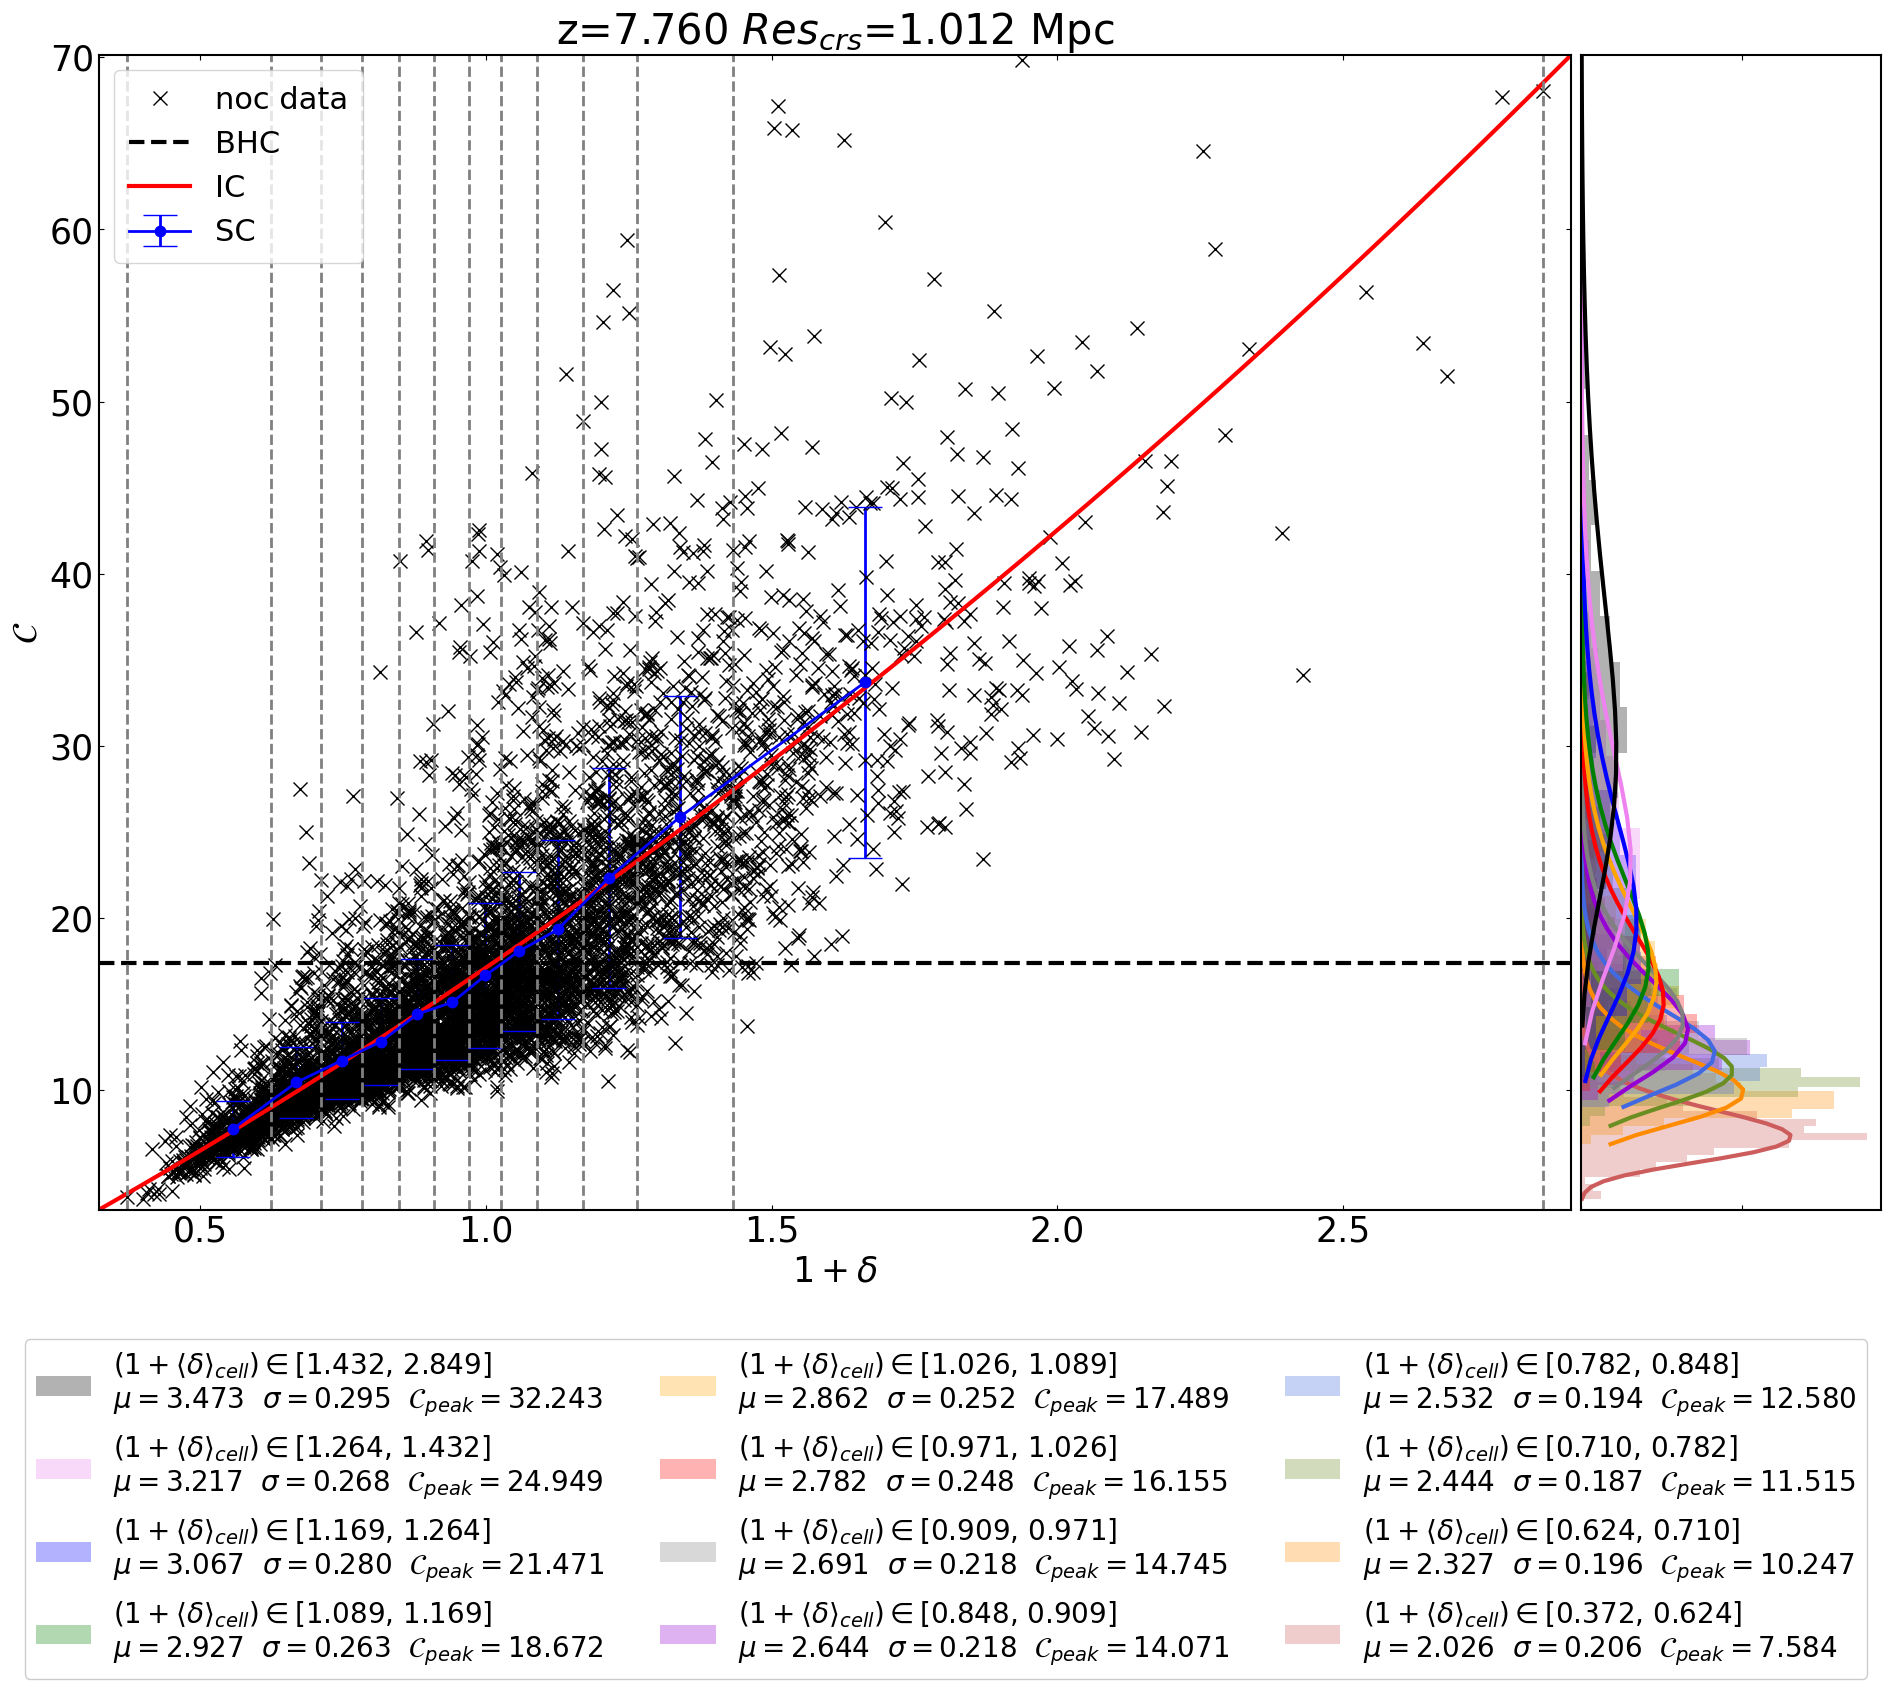 z=7.760 Res_crs=1.012 Mpc
noc data
BHC
IC
SC
70
60
50
40
30
20
10
𝒞
0.5 1.0 1.5 2.0 2.5
1 + δ
(1 + ⟨δ⟩_cell) ∈ [1.432, 2.849]
μ = 3.473 σ = 0.295 𝒞_peak = 32.243
(1 + ⟨δ⟩_cell) ∈ [1.264, 1.432]
μ = 3.217 σ = 0.268 𝒞_peak = 24.949
(1 + ⟨δ⟩_cell) ∈ [1.169, 1.264]
μ = 3.067 σ = 0.280 𝒞_peak = 21.471
(1 + ⟨δ⟩_cell) ∈ [1.089, 1.169]
μ = 2.927 σ = 0.263 𝒞_peak = 18.672
(1 + ⟨δ⟩_cell) ∈ [1.026, 1.089]
μ = 2.862 σ = 0.252 𝒞_peak = 17.489
(1 + ⟨δ⟩_cell) ∈ [0.971, 1.026]
μ = 2.782 σ = 0.248 𝒞_peak = 16.155
(1 + ⟨δ⟩_cell) ∈ [0.909, 0.971]
μ = 2.691 σ = 0.218 𝒞_peak = 14.745
(1 + ⟨δ⟩_cell) ∈ [0.848, 0.909]
μ = 2.644 σ = 0.218 𝒞_peak = 14.071
(1 + ⟨δ⟩_cell) ∈ [0.782, 0.848]
μ = 2.532 σ = 0.194 𝒞_peak = 12.580
(1 + ⟨δ⟩_cell) ∈ [0.710, 0.782]
μ = 2.444 σ = 0.187 𝒞_peak = 11.515
(1 + ⟨δ⟩_cell) ∈ [0.624, 0.710]
μ = 2.327 σ = 0.196 𝒞_peak = 10.247
(1 + ⟨δ⟩_cell) ∈ [0.372, 0.624]
μ = 2.026 σ = 0.206 𝒞_peak = 7.584